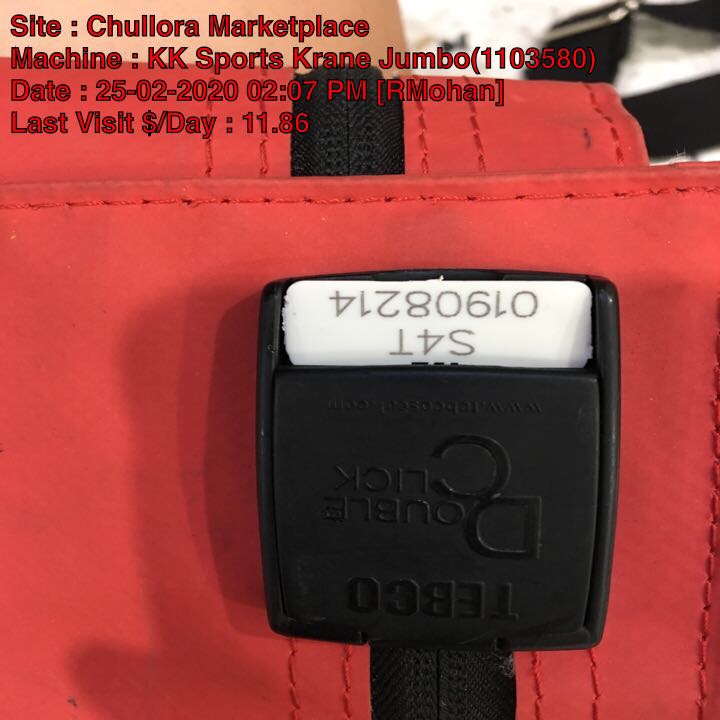 Site : Chullora Marketplace
Machine : KK Sports Krane Jumbo(1103580)
Date : 25-02-2020 02:07 PM [RMohan]
Last Visit $/Day : 11.86
TEBCO
DOUBLE
CLICK
S4T
01908214